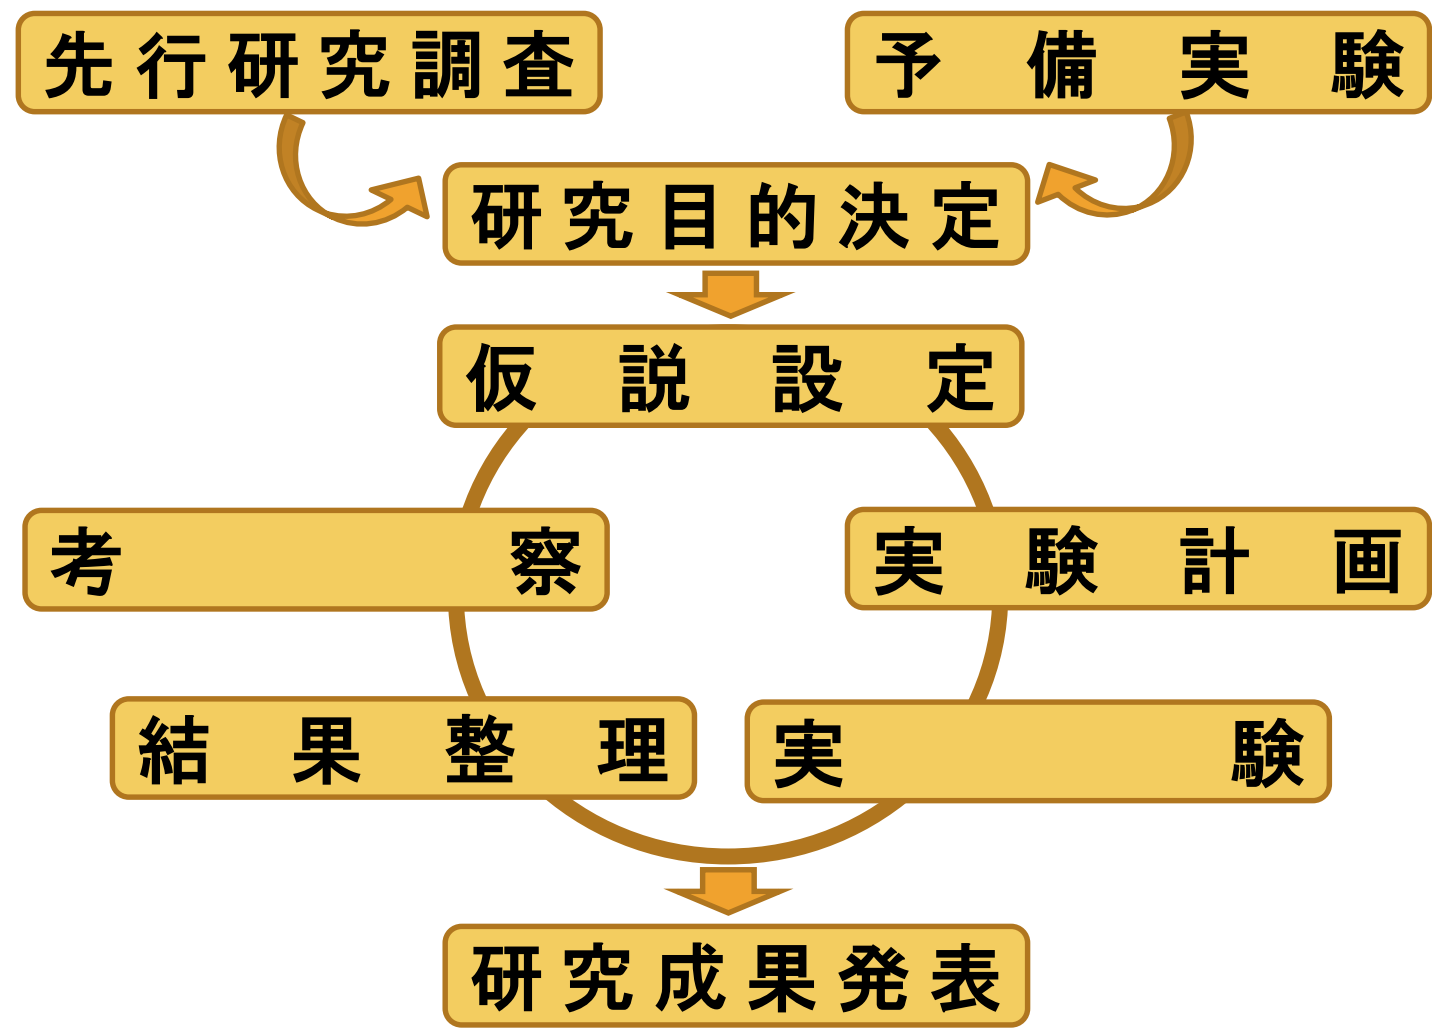 先行研究調査
予備実験
研究目的決定
仮説設定
考察
実験計画
結果整理
実験
研究成果発表